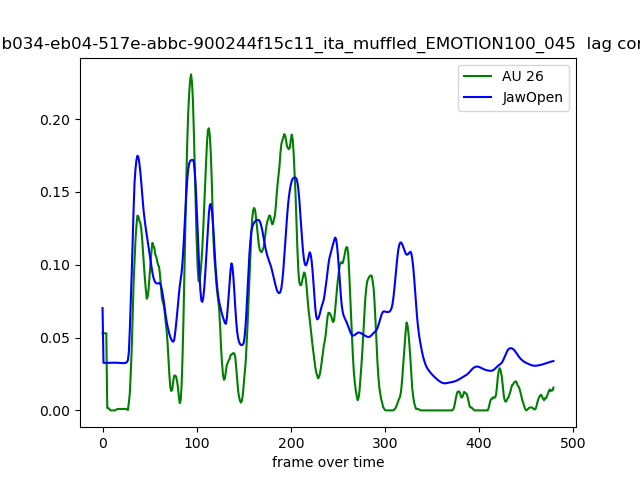 b034-eb04-517e-abbc-900244f15c11_ita_muffled_EMOTION100_045 lag cor
AU 26
JawOpen
0.20
0.15
0.10
0.05
0.00
0 100 200 300 400 500
frame over time